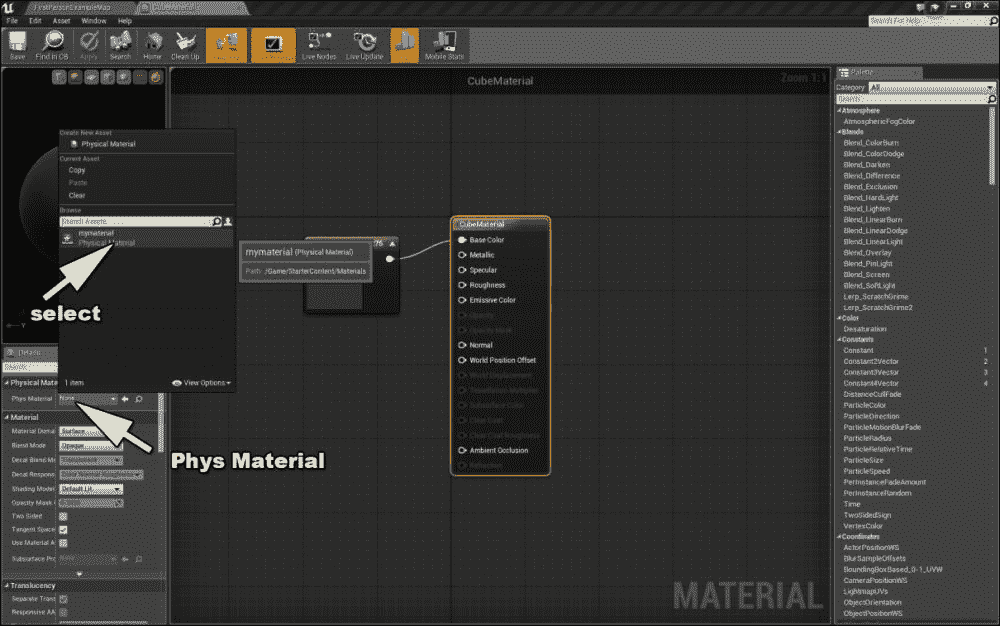 FirstPersonExampleMap
CubeMaterial
File Edit Asset Window Help
Search For Help
Save
Find in CB
Apply
Search
Home
Clean Up
Live Nodes
Live Update
Mobile Stats
CubeMaterial
Zoom 1:1
Create New Asset
Physical Material
Current Asset
Copy
Paste
Clear
Browse
Search Assets
mymaterial
Physical Material
select
1 item
View Options
mymaterial (Physical Material)
Path: /Game/StarterContent/Materials
CubeMaterial
Base Color
Metallic
Specular
Roughness
Emissive Color
Opacity
Opacity Mask
Normal
World Position Offset
World Displacement
Subsurface Color
Clear Coat
Clear Coat Roughness
Ambient Occlusion
Refraction
Details
Search
Physical Mate
Phys Material
None
Phys Material
Material
Material Doma
Surface
Blend Mode
Opaque
Decal Blend M
Decal Respon
Shading Model
Default Lit
Opacity Mask
Two Sided
Tangent Space
Use Material A
Subsurface Pro
None
Translucency
Separate Trans
Responsive AA
MATERIAL
Palette
Category All
Search
Atmosphere
AtmosphericFogColor
Blends
Blend_ColorBurn
Blend_ColorDodge
Blend_Darken
Blend_Difference
Blend_Exclusion
Blend_HardLight
Blend_Lighten
Blend_LinearBurn
Blend_LinearDodge
Blend_LinearLight
Blend_Overlay
Blend_PinLight
Blend_Screen
Blend_SoftLight
Lerp_ScratchGrime
Lerp_ScratchGrime2
Color
Desaturation
Constants
Constant 1
Constant2Vector 2
Constant3Vector 3
Constant4Vector 4
DistanceCullFade
ParticleColor
ParticleDirection
ParticleMotionBlurFade
ParticleRadius
ParticleRelativeTime
ParticleSize
ParticleSpeed
PerInstanceFadeAmount
PerInstanceRandom
Time
TwoSidedSign
VertexColor
Coordinates
ActorPositionWS
BlurSampleOffsets
BoundingBoxBased_0-1_UVW
CameraPositionWS
LightmapUVs
ObjectOrientation
ObjectPositionWS